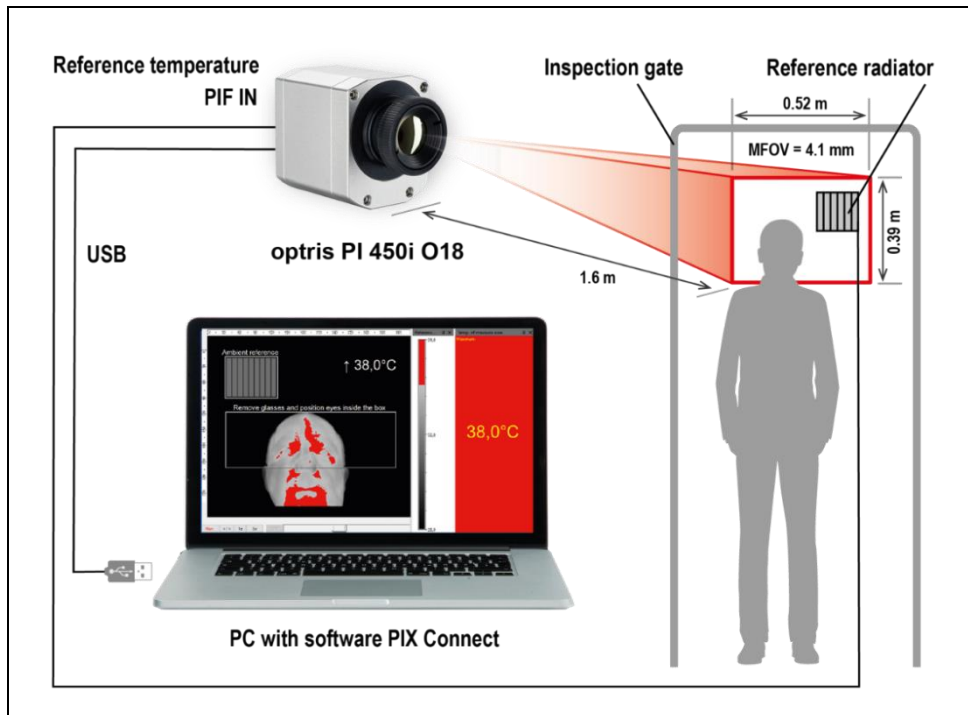 Reference temperature
PIF IN
Inspection gate
Reference radiator
0.52 m
MFOV = 4.1 mm
0.39 m
1.6 m
optris PI 450i O18
USB
Ambient reference
↑ 38,0°C
Remove glasses and position eyes inside the box
38,0°C
PC with software PIX Connect